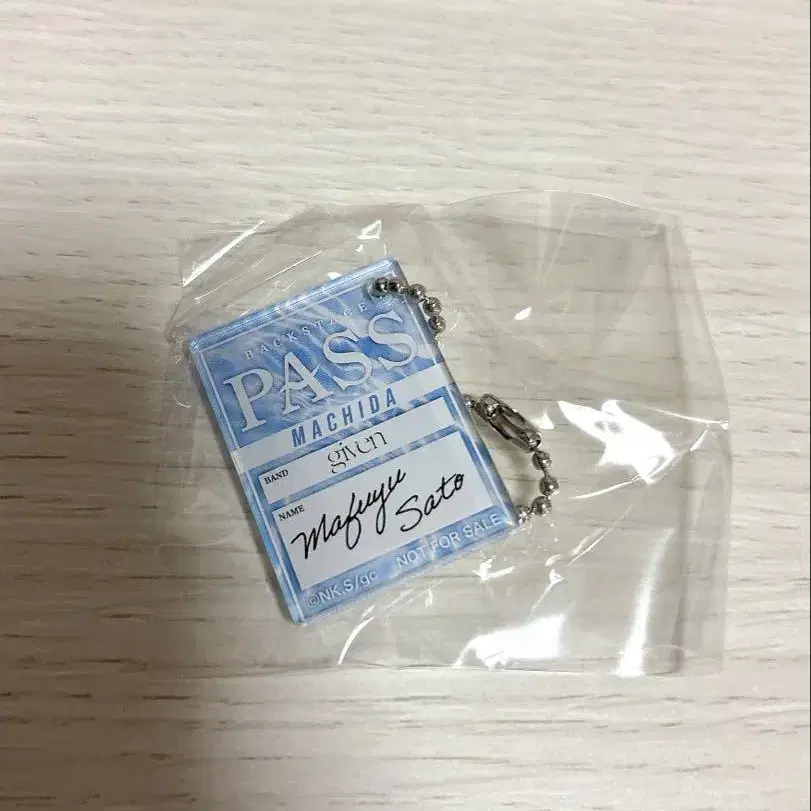 BACKSTAGE
PASS
MACHIDA
BAND given
NAME Mafuyu Sato
©NK.S/gc NOT FOR SALE